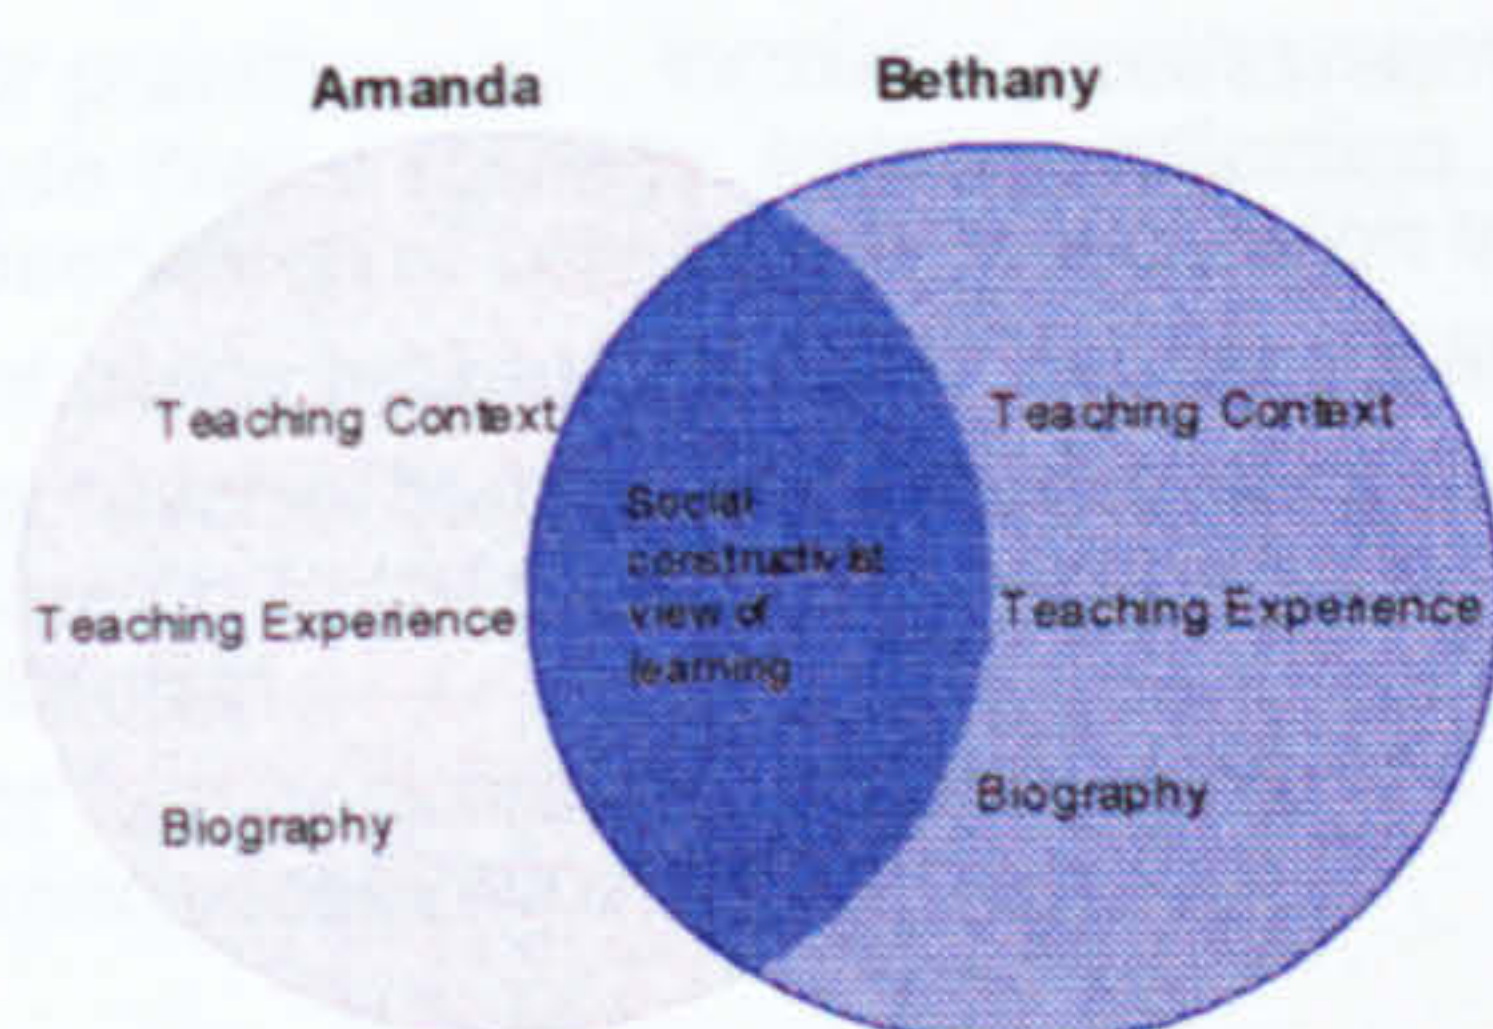 Amanda
Bethany
Teaching Context
Teaching Experience
Biography
Social
constructivist
view of
learning
Teaching Context
Teaching Experience
Biography